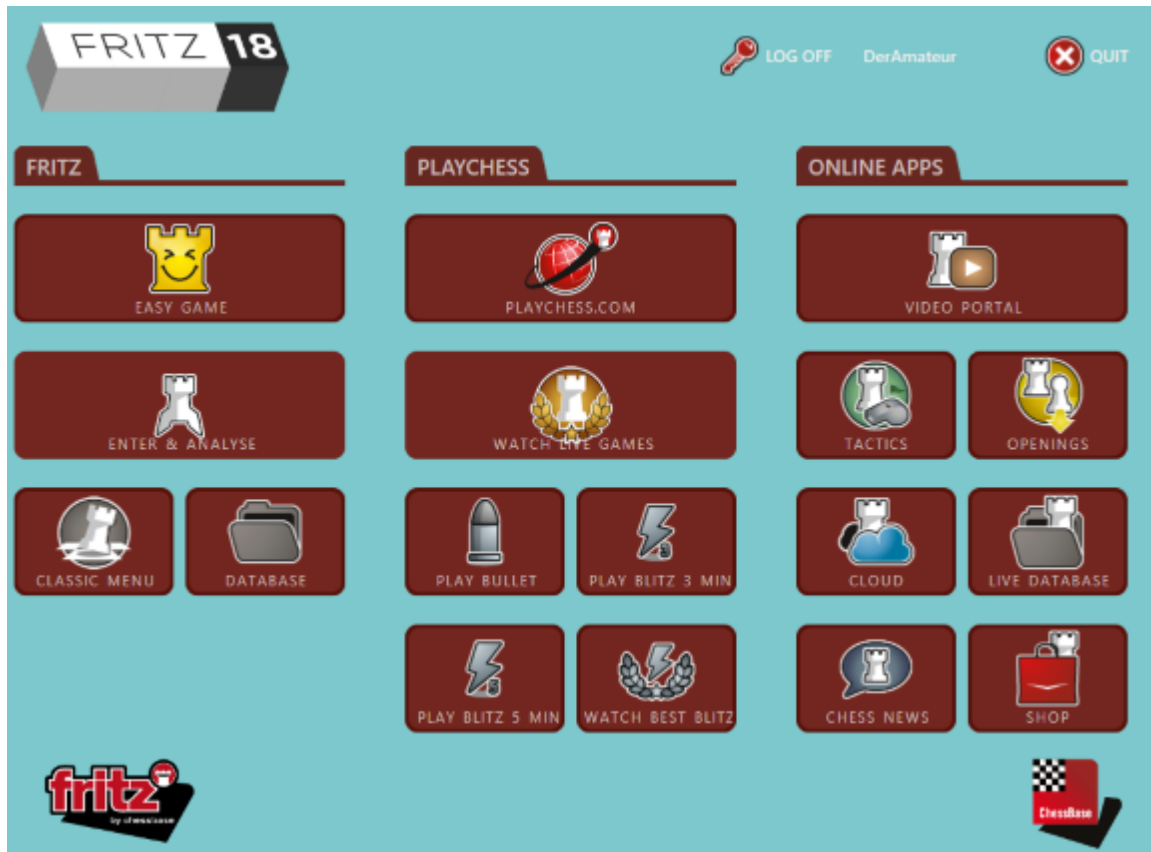 FRITZ 18
LOG OFF
DerAmateur
QUIT
FRITZ
PLAYCHESS
ONLINE APPS
EASY GAME
PLAYCHESS.COM
VIDEO PORTAL
ENTER & ANALYSE
WATCH LIVE GAMES
TACTICS
OPENINGS
CLASSIC MENU
DATABASE
PLAY BULLET
3
PLAY BLITZ 3 MIN
CLOUD
LIVE DATABASE
5
PLAY BLITZ 5 MIN
WATCH BEST BLITZ
CHESS NEWS
SHOP
fritz
by chessbase
ChessBase